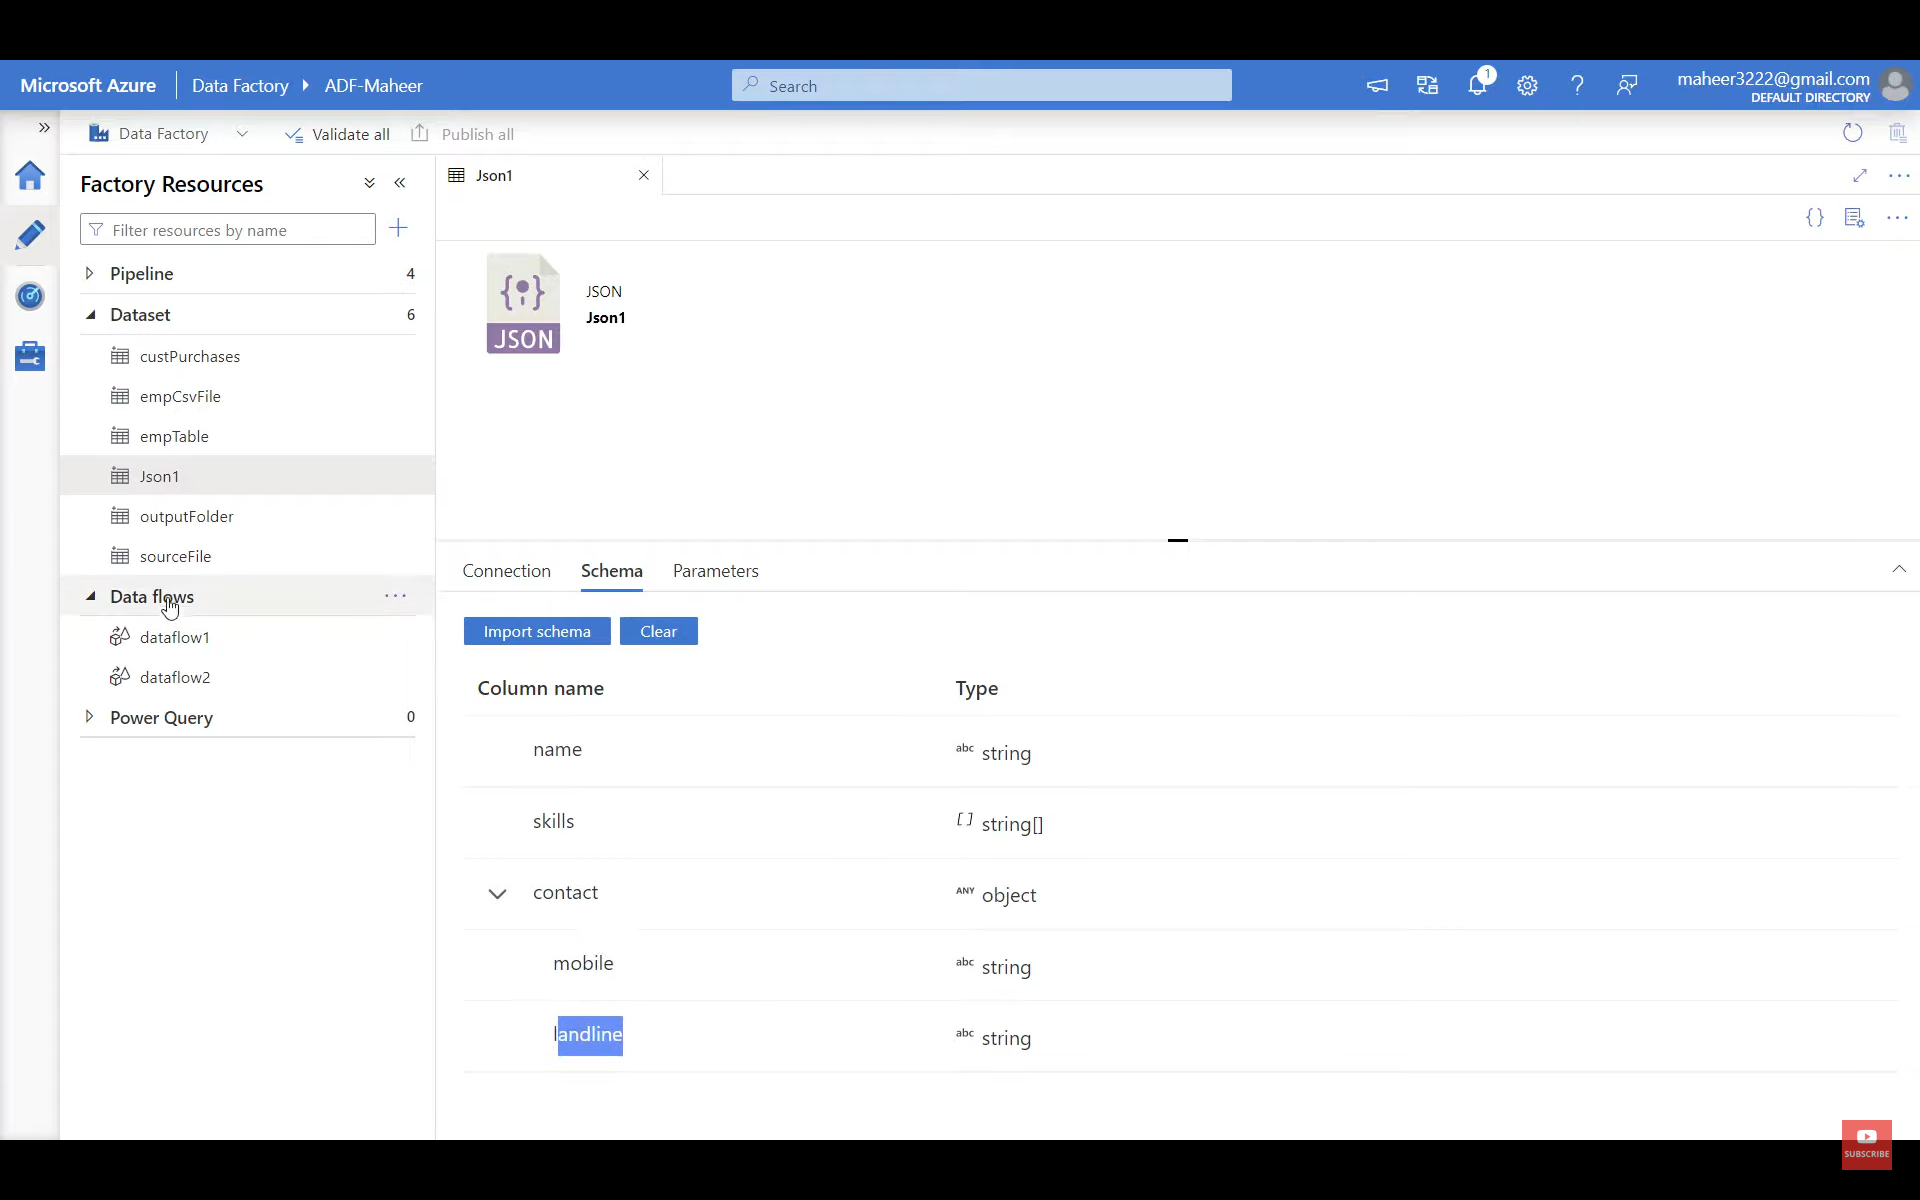 Microsoft Azure
Data Factory
ADF-Maheer
Search
1
maheer3222@gmail.com
DEFAULT DIRECTORY
Data Factory
Validate all
Publish all
Factory Resources
Filter resources by name
Pipeline 4
Dataset 6
custPurchases
empCsvFile
empTable
Json1
outputFolder
sourceFile
Data flows
dataflow1
dataflow2
Power Query 0
Json1
JSON
JSON
Json1
Connection Schema Parameters
Import schema Clear
Column name Type
name abc string
skills [] string[]
contact ANY object
mobile abc string
landline abc string
SUBSCRIBE